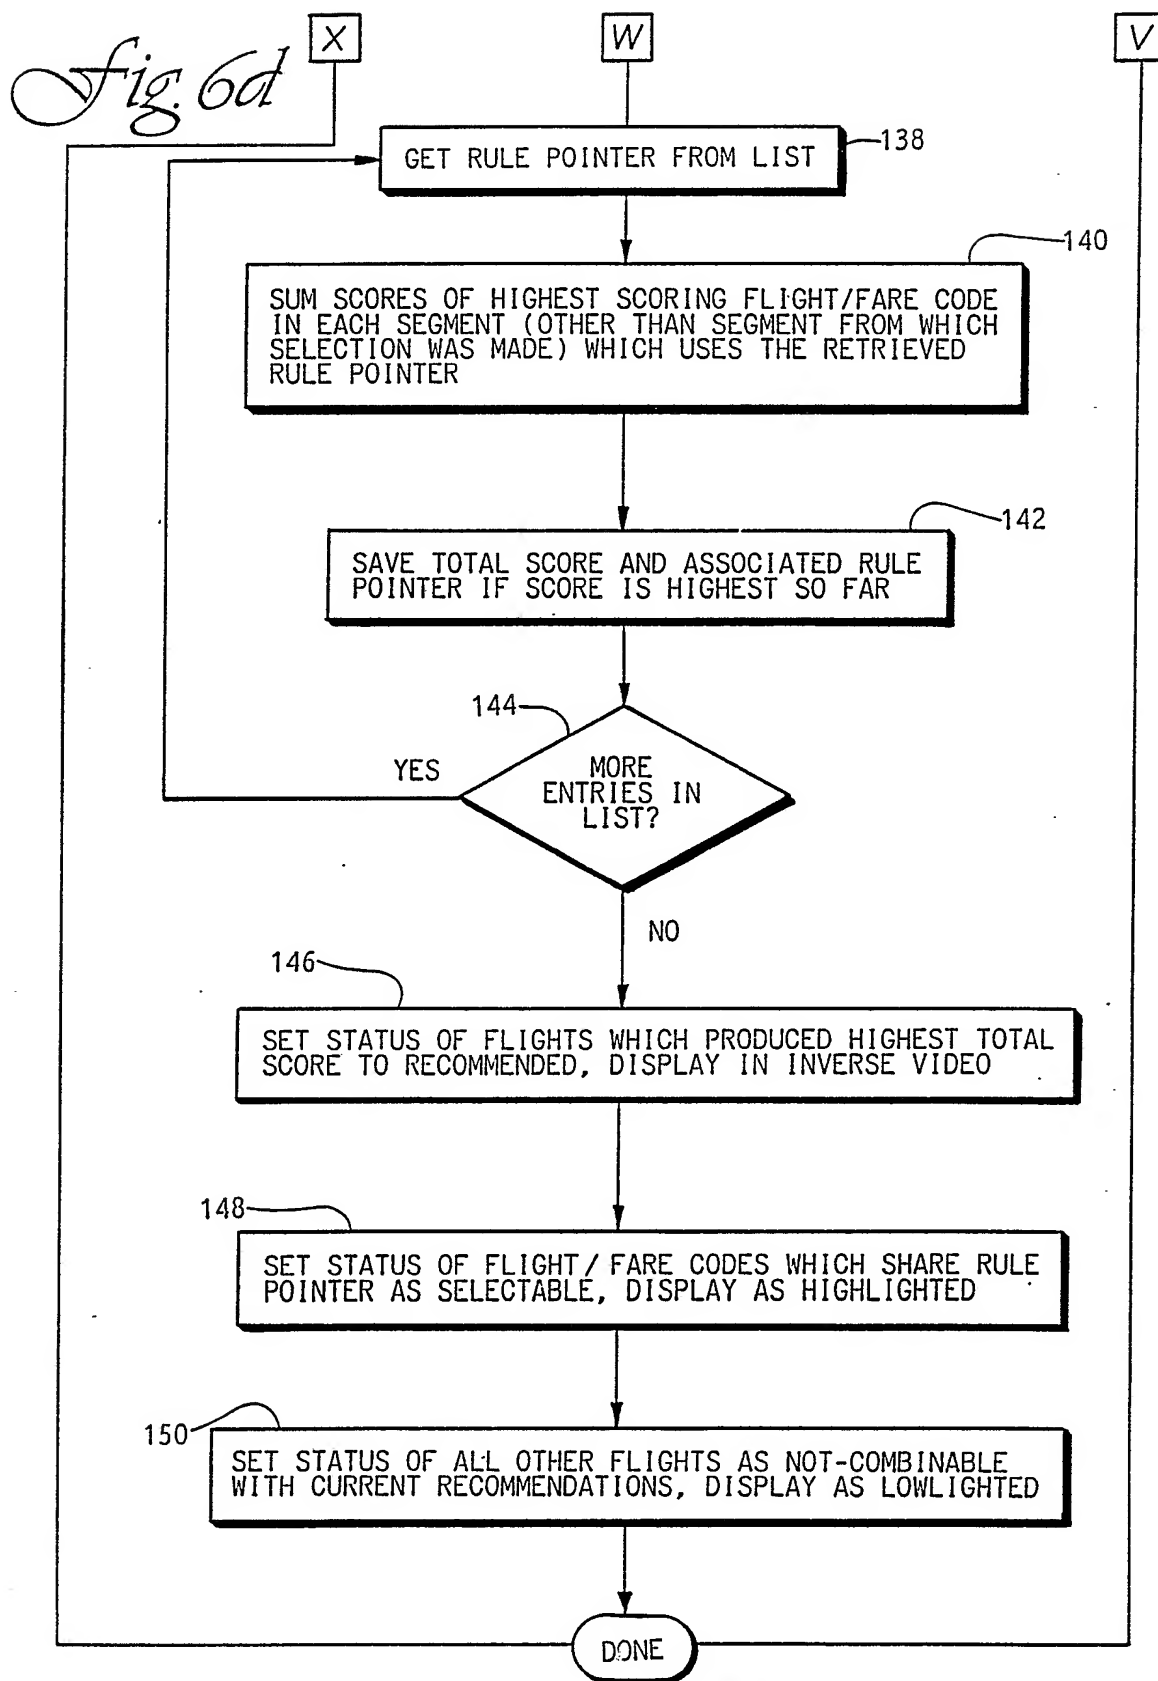 X
W
V
Fig. 6d
GET RULE POINTER FROM LIST
138
140
SUM SCORES OF HIGHEST SCORING FLIGHT/FARE CODE
IN EACH SEGMENT (OTHER THAN SEGMENT FROM WHICH
SELECTION WAS MADE) WHICH USES THE RETRIEVED
RULE POINTER
142
SAVE TOTAL SCORE AND ASSOCIATED RULE
POINTER IF SCORE IS HIGHEST SO FAR
144
YES
MORE
ENTRIES IN
LIST?
NO
146
SET STATUS OF FLIGHTS WHICH PRODUCED HIGHEST TOTAL
SCORE TO RECOMMENDED, DISPLAY IN INVERSE VIDEO
148
SET STATUS OF FLIGHT/FARE CODES WHICH SHARE RULE
POINTER AS SELECTABLE, DISPLAY AS HIGHLIGHTED
150
SET STATUS OF ALL OTHER FLIGHTS AS NOT-COMBINABLE
WITH CURRENT RECOMMENDATIONS, DISPLAY AS LOWLIGHTED
DONE